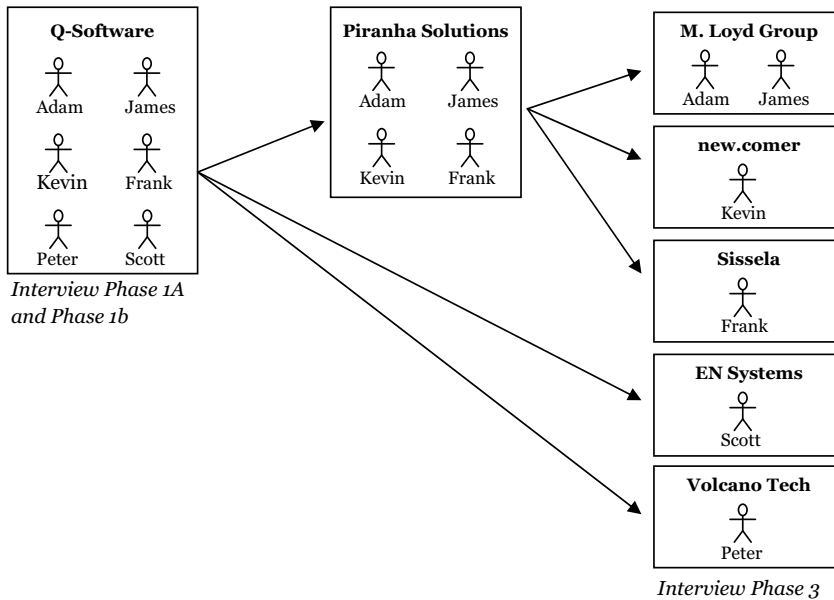 Q-Software
Adam James
Kevin Frank
Peter Scott
Interview Phase 1A
and Phase 1b
Piranha Solutions
Adam James
Kevin Frank
M. Loyd Group
Adam James
new.comer
Kevin
Sissela
Frank
EN Systems
Scott
Volcano Tech
Peter
Interview Phase 3